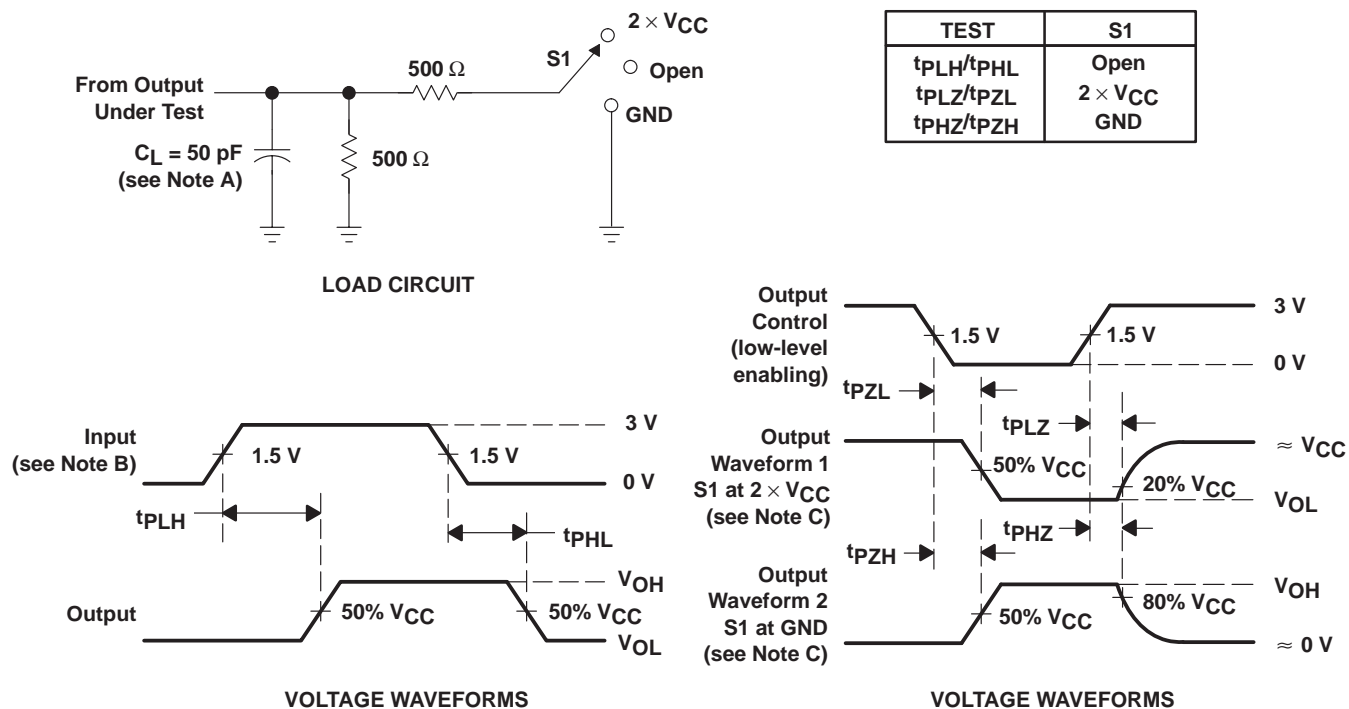 2 × VCC
S1
Open
GND
500 Ω
From Output
Under Test
CL = 50 pF
(see Note A)
500 Ω
LOAD CIRCUIT
TEST S1
tPLH/tPHL Open
tPLZ/tPZL 2 × VCC
tPHZ/tPZH GND
Input
(see Note B)
1.5 V
1.5 V
3 V
0 V
tPLH
tPHL
Output
50% VCC
50% VCC
VOH
VOL
VOLTAGE WAVEFORMS
Output
Control
(low-level
enabling)
1.5 V
1.5 V
3 V
0 V
tPZL
tPLZ
Output
Waveform 1
S1 at 2 × VCC
(see Note C)
50% VCC
20% VCC
≈ VCC
VOL
tPZH
tPHZ
Output
Waveform 2
S1 at GND
(see Note C)
50% VCC
80% VCC
VOH
≈ 0 V
VOLTAGE WAVEFORMS